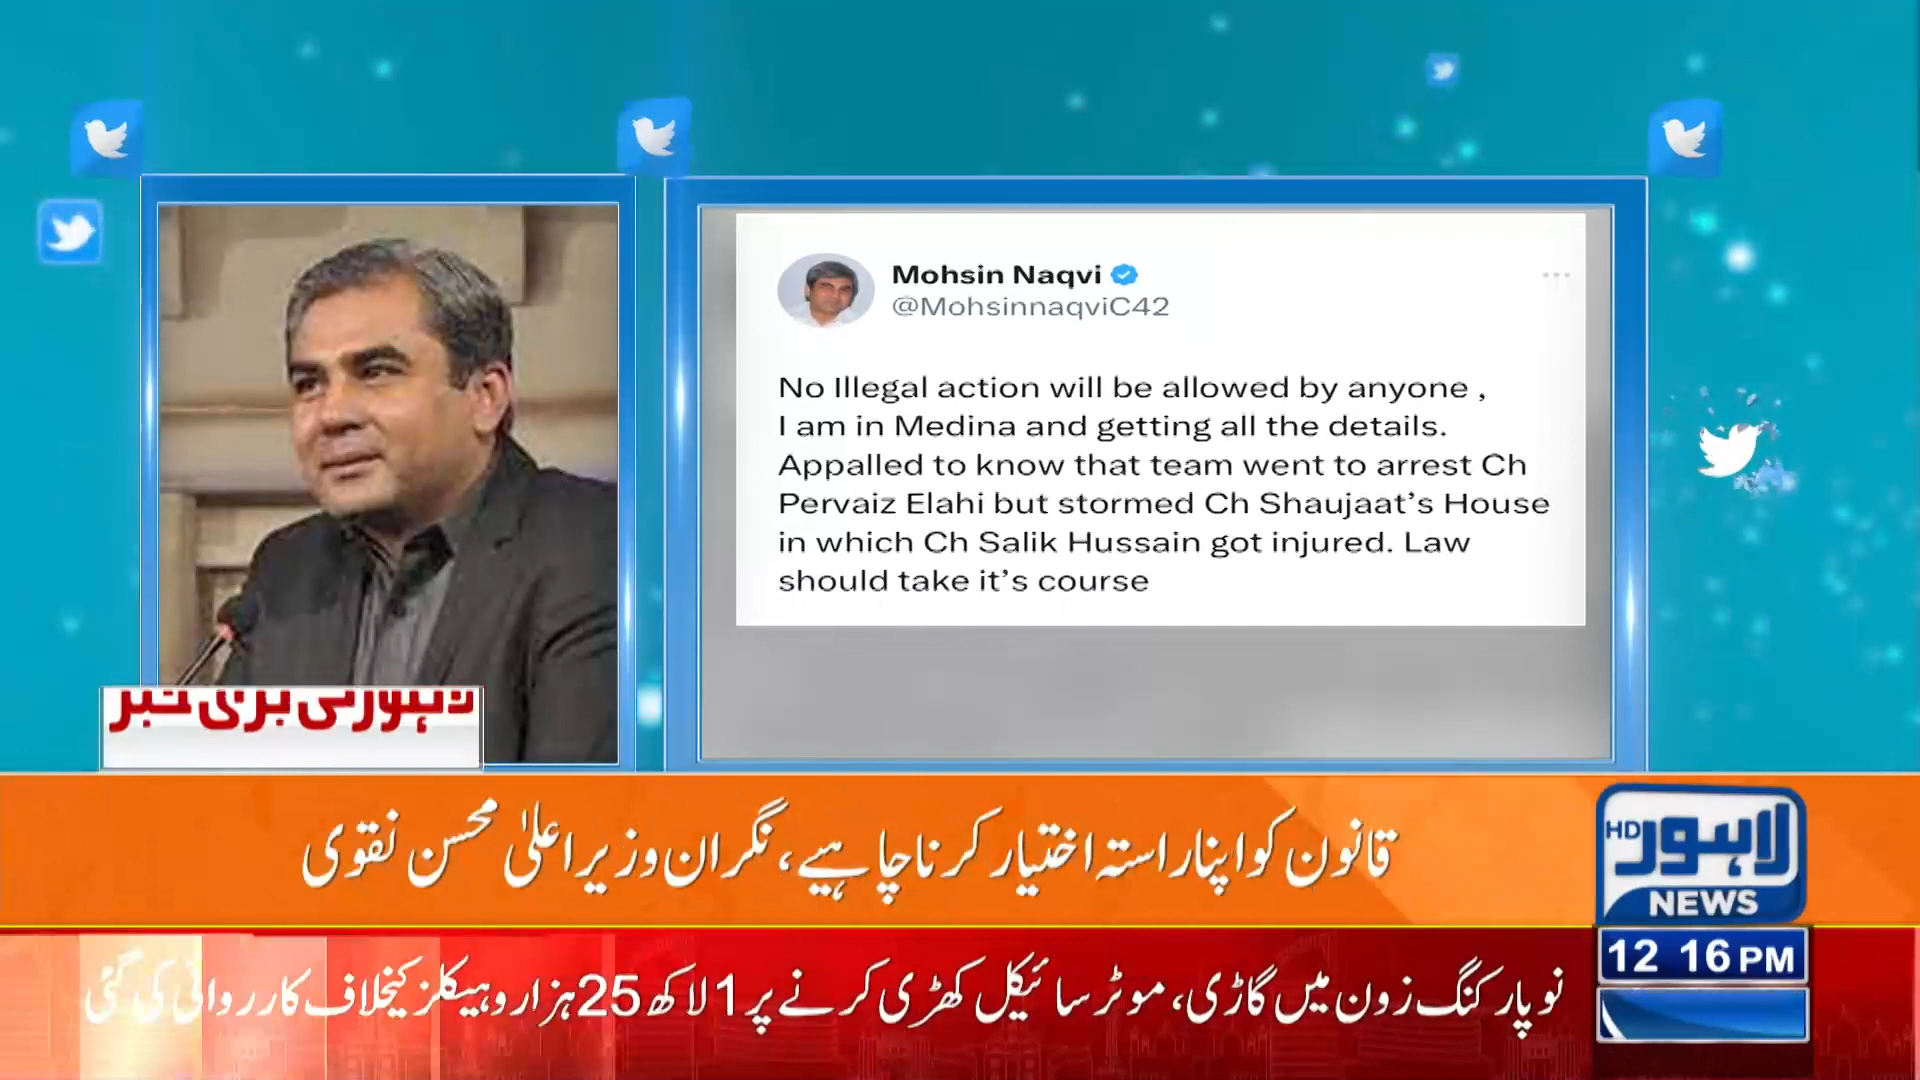 Mohsin Naqvi
@MohsinnaqviC42
No Illegal action will be allowed by anyone ,
I am in Medina and getting all the details.
Appalled to know that team went to arrest Ch
Pervaiz Elahi but stormed Ch Shaujaat’s House
in which Ch Salik Hussain got injured. Law
should take it’s course
لاہور کی بڑی خبر
قانون کو اپنا راستہ اختیار کرنا چاہیے، نگران وزیراعلیٰ محسن نقوی
لاہور HD
NEWS
12 16 PM
نو پارکنگ زون میں گاڑی، موٹر سائیکل کھڑی کرنے پر 1 لاکھ 25 ہزار وہیکلز کیخلاف کارروائی کی گئی